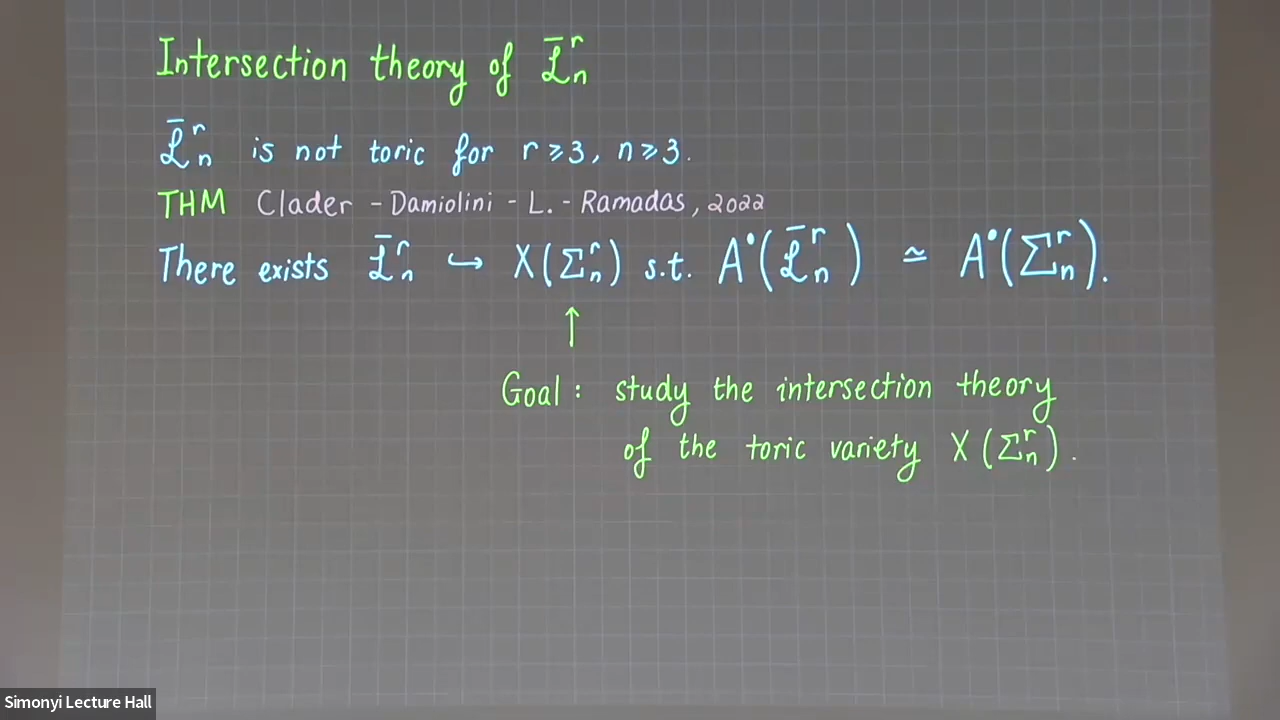 Intersection theory of L̄ʳₙ
L̄ʳₙ is not toric for r ≥ 3, n ≥ 3.
THM Clader - Damiolini - L. - Ramadas, 2022
There exists L̄ʳₙ ↪ X(Σʳₙ) s.t. A•(L̄ʳₙ) ≃ A•(Σʳₙ).
↑
Goal: study the intersection theory
of the toric variety X(Σʳₙ).
Simonyi Lecture Hall